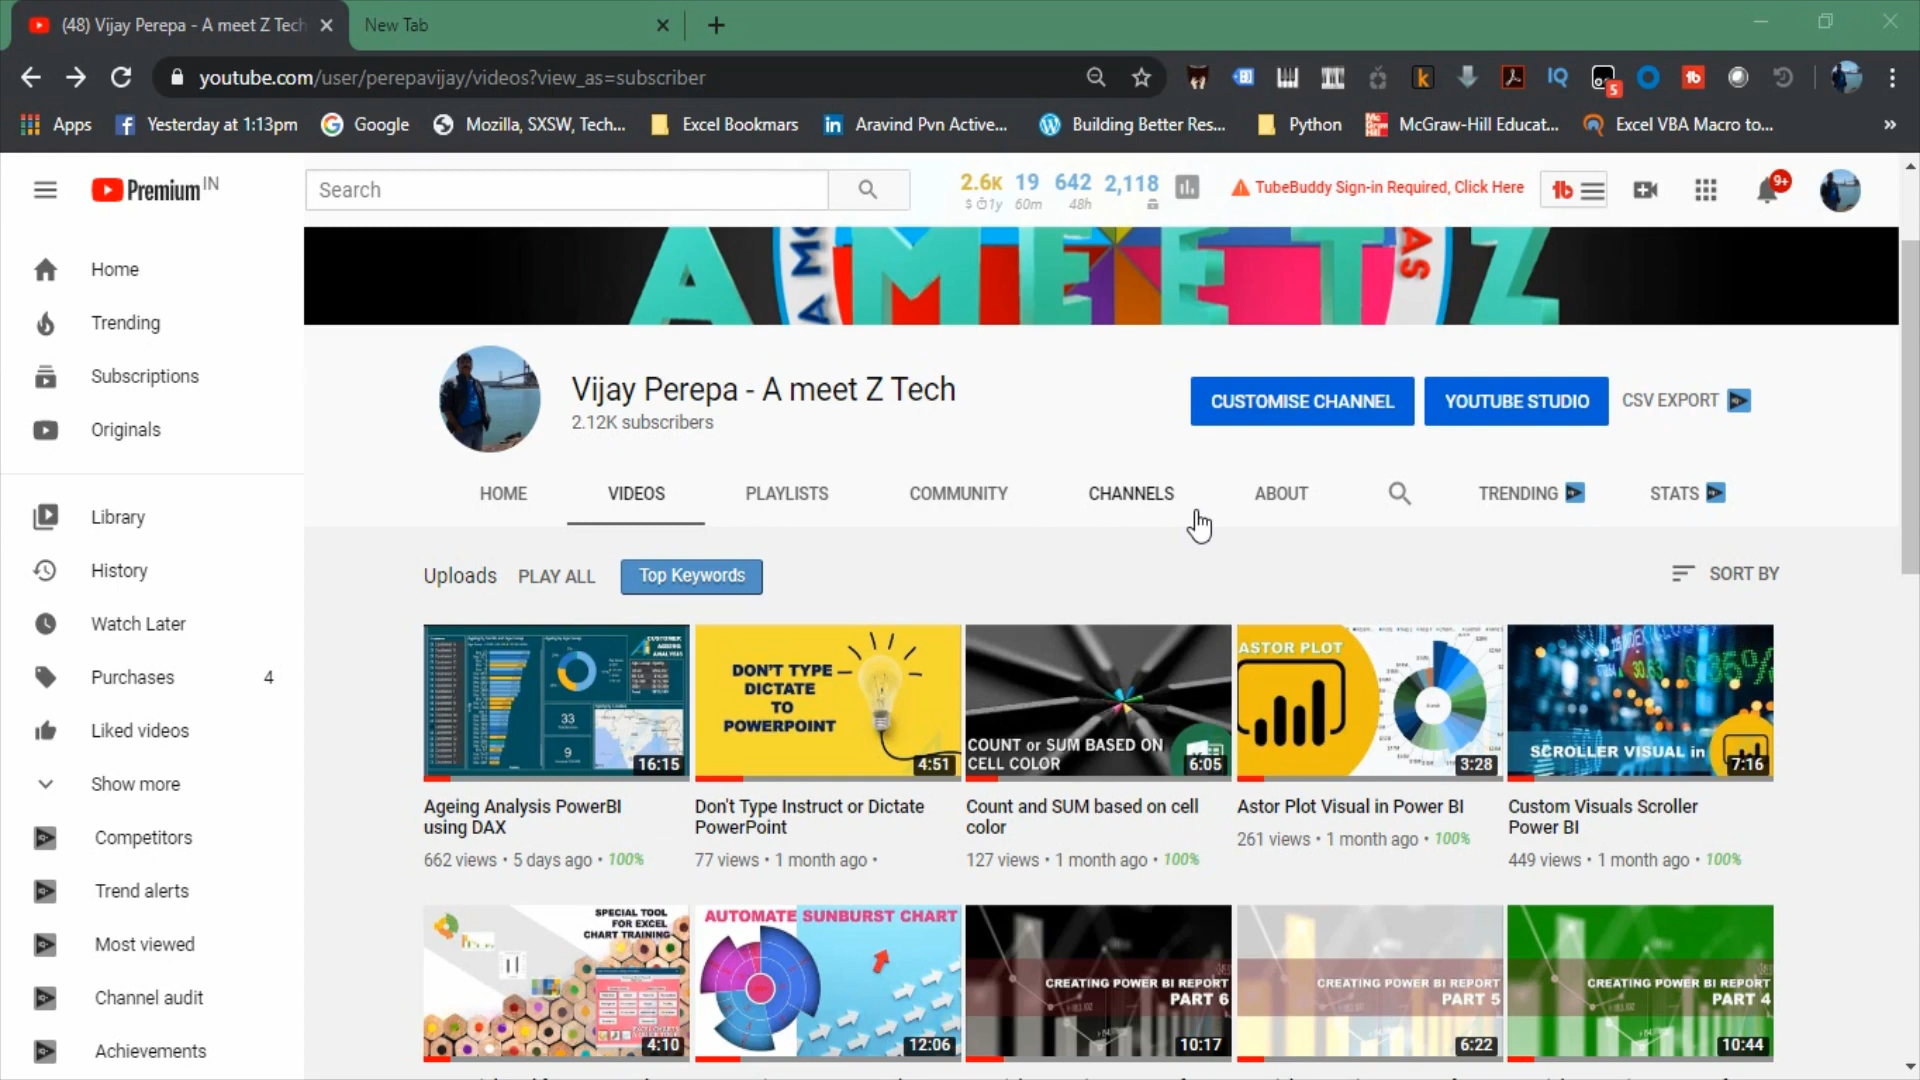 (48) Vijay Perepa - A meet Z Tech
New Tab
youtube.com/user/perepavijay/videos?view_as=subscriber
IQ
5
Apps
Yesterday at 1:13pm
Google
Mozilla, SXSW, Tech...
Excel Bookmarks
Aravind Pvn Active...
Building Better Res...
Python
McGraw-Hill Educat...
Excel VBA Macro to...
Premium IN
Search
2.6K 19 642 2,118
$ 1y 60m 48h
TubeBuddy Sign-in Required, Click Here
9+
A MEET Z
Home
Trending
Subscriptions
Originals
Library
History
Watch Later
Purchases 4
Liked videos
Show more
Competitors
Trend alerts
Most viewed
Channel audit
Achievements
Vijay Perepa - A meet Z Tech
2.12K subscribers
CUSTOMISE CHANNEL
YOUTUBE STUDIO
CSV EXPORT
HOME
VIDEOS
PLAYLISTS
COMMUNITY
CHANNELS
ABOUT
TRENDING
STATS
Uploads
PLAY ALL
Top Keywords
SORT BY
CUSTOMER
AGEING
ANALYSIS
33
9
16:15
Ageing Analysis PowerBI
using DAX
662 views • 5 days ago • 100%
DON'T TYPE
DICTATE
TO
POWERPOINT
4:51
Don't Type Instruct or Dictate
PowerPoint
77 views • 1 month ago •
COUNT or SUM BASED ON
CELL COLOR
6:05
Count and SUM based on cell
color
127 views • 1 month ago • 100%
ASTOR PLOT
3:28
Astor Plot Visual in Power BI
261 views • 1 month ago • 100%
SCROLLER VISUAL in
7:16
Custom Visuals Scroller
Power BI
449 views • 1 month ago • 100%
SPECIAL TOOL
FOR EXCEL
CHART TRAINING
4:10
AUTOMATE SUNBURST CHART
12:06
CREATING POWER BI REPORT
PART 6
10:17
CREATING POWER BI REPORT
PART 5
6:22
CREATING POWER BI REPORT
PART 4
10:44